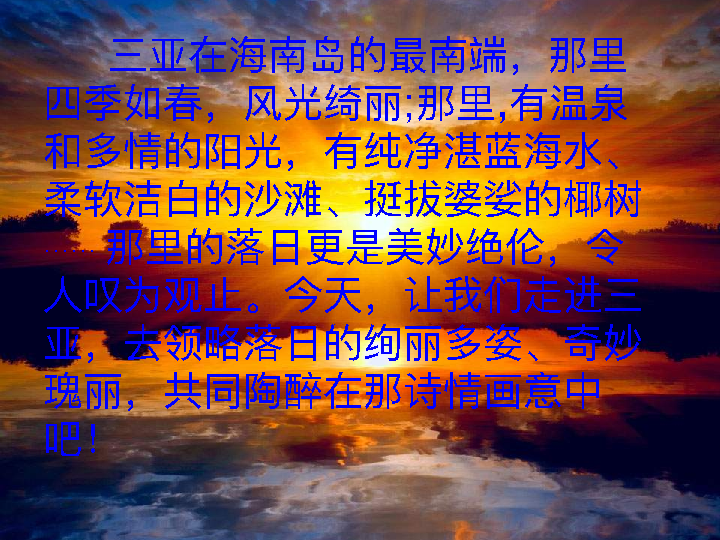 三亚在海南岛的最南端，那里
四季如春，风光绮丽;那里,有温泉
和多情的阳光，有纯净湛蓝海水、
柔软洁白的沙滩、挺拔婆娑的椰树
……那里的落日更是美妙绝伦，令
人叹为观止。今天，让我们走进三
亚，去领略落日的绚丽多姿、奇妙
瑰丽，共同陶醉在那诗情画意中
吧！